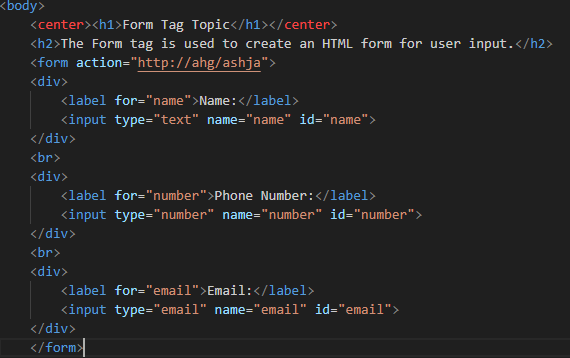 <body>
<center><h1>Form Tag Topic</h1></center>
<h2>The Form tag is used to create an HTML form for user input.</h2>
<form action="http://ahg/ashja">
<div>
<label for="name">Name:</label>
<input type="text" name="name" id="name">
</div>
<br>
<div>
<label for="number">Phone Number:</label>
<input type="number" name="number" id="number">
</div>
<br>
<div>
<label for="email">Email:</label>
<input type="email" name="email" id="email">
</div>
</form>